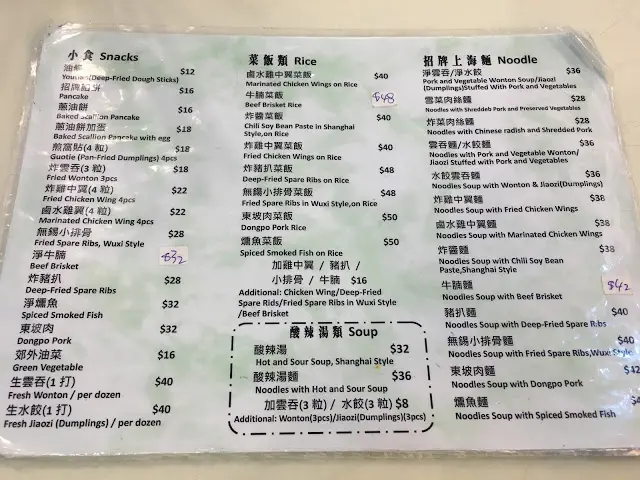 小食 Snacks
油條 $12
Youtiau(Deep-Fried Dough Sticks)
招牌餡餅 $16
Pancake
蔥油餅 $16
Baked Scallion Pancake
蔥油餅加蛋 $18
Baked Scallion Pancake with egg
煎窩貼(4 粒) $18
Guotie (Pan-Fried Dumplings) 4pcs
炸雲吞(3 粒) $18
Fried Wonton 3pcs
炸雞中翼(4 粒) $22
Fried Chicken Wing 4pcs
鹵水雞翼(4 粒) $22
Marinated Chicken Wing 4pcs
無錫小排骨 $28
Fried Spare Ribs, Wuxi Style
淨牛腩 $32
Beef Brisket
炸豬扒 $28
Deep-Fried Spare Ribs
淨燻魚 $32
Spiced Smoked Fish
東坡肉 $32
Dongpo Pork
郊外油菜 $16
Green Vegetable
生雲吞(1 打) $40
Fresh Wonton / per dozen
生水餃(1 打) $40
Fresh Jiaozi (Dumplings) / per dozen
菜飯類 Rice
鹵水雞中翼菜飯 $40
Marinated Chicken Wings on Rice
牛腩菜飯 $48
Beef Brisket Rice
炸醬菜飯 $40
Chili Soy Bean Paste in Shanghai
Style,on Rice
炸雞中翼菜飯 $40
Fried Chicken Wings on Rice
炸豬扒菜飯 $48
Deep-Fried Spare Ribs on Rice
無錫小排骨菜飯 $48
Fried Spare Ribs in Wuxi Style,on Rice
東坡肉菜飯 $50
Dongpo Pork Rice
燻魚菜飯 $50
Spiced Smoked Fish on Rice
加雞中翼 / 豬扒 /
小排骨 / 牛腩 $16
Additional: Chicken Wing/Deep-Fried
Spare Rids/Fried Spare Ribs in Wuxi Style
/Beef Brisket
酸辣湯類 Soup
酸辣湯 $32
Hot and Sour Soup, Shanghai Style
酸辣湯麵 $36
Noodles with Hot and Sour Soup
加雲吞(3 粒) / 水餃(3 粒) $8
Additional: Wonton(3pcs)/Jiaozi(Dumplings)(3pcs)
招牌上海麵 Noodle
淨雲吞/淨水餃 $36
Pork and Vegetable Wonton Soup/Jiaozi
(Dumplings)Stuffed With Pork and Vegetables
雪菜肉絲麵 $28
Noodles with Shreddeb Pork and Preserved Vegetables
炸菜肉絲麵 $28
Noodles with Chinese radish and Shredded Pork
雲吞麵/水餃麵 $36
Noodles with Pork and Vegetable Wonton/
Jiaozi Stuffed with Pork and Vegetables
水餃雲吞麵 $36
Noodles Soup with Wonton & Jiaozi(Dumplings)
炸雞中翼麵 $38
Noodles Soup with Fried Chicken Wings
鹵水雞中翼麵 $38
Noodles Soup with Marinated Chicken Wings
炸醬麵 $38
Noodles Soup with Chili Soy Bean
Paste,Shanghai Style
牛腩麵 $42
Noodles Soup with Beef Brisket
豬扒麵 $40
Noodles Soup with Deep-Fried Spare Ribs
無錫小排骨麵 $40
Noodles Soup with Fried Spare Ribs,Wuxi Style
東坡肉麵 $42
Noodles Soup with Dongpo Pork
燻魚麵
Noodles Soup with Spiced Smoked Fish